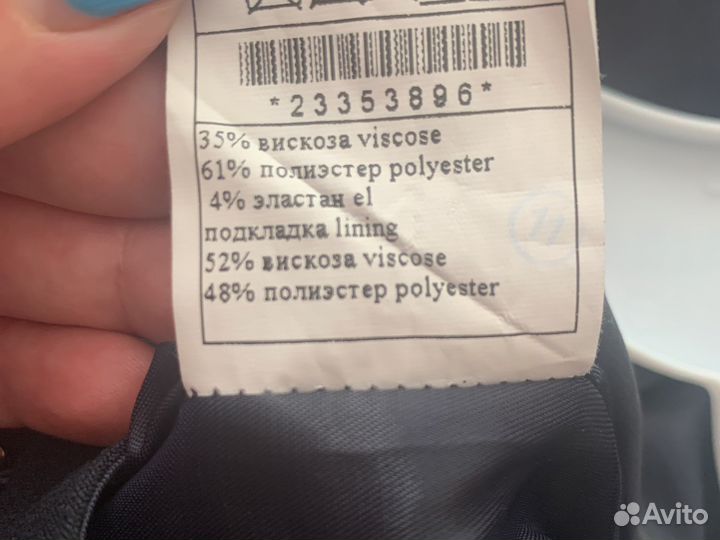 *23353896*
35% вискоза viscose
61% полиэстер polyester
4% эластан el
подкладка lining
52% вискоза viscose
48% полиэстер polyester
11
Avito